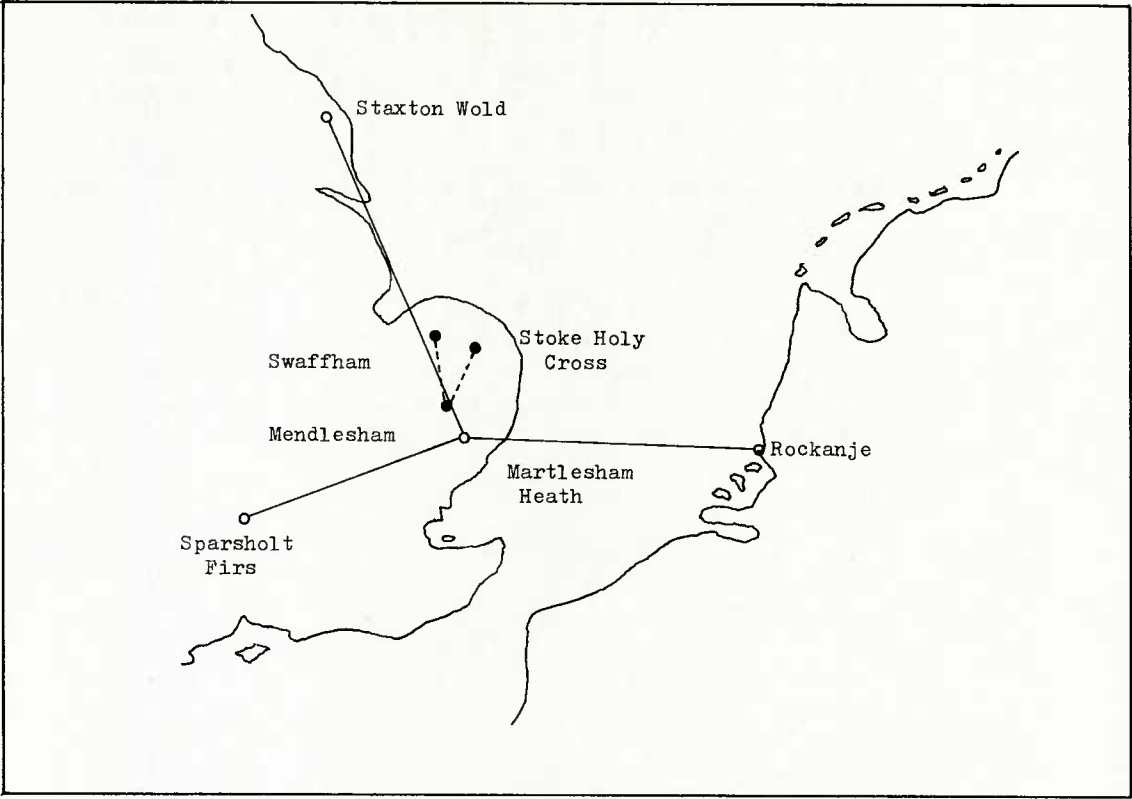 Staxton Wold
Stoke Holy
Cross
Swaffham
Mendlesham
Rockanje
Martlesham
Heath
Sparsholt
Firs